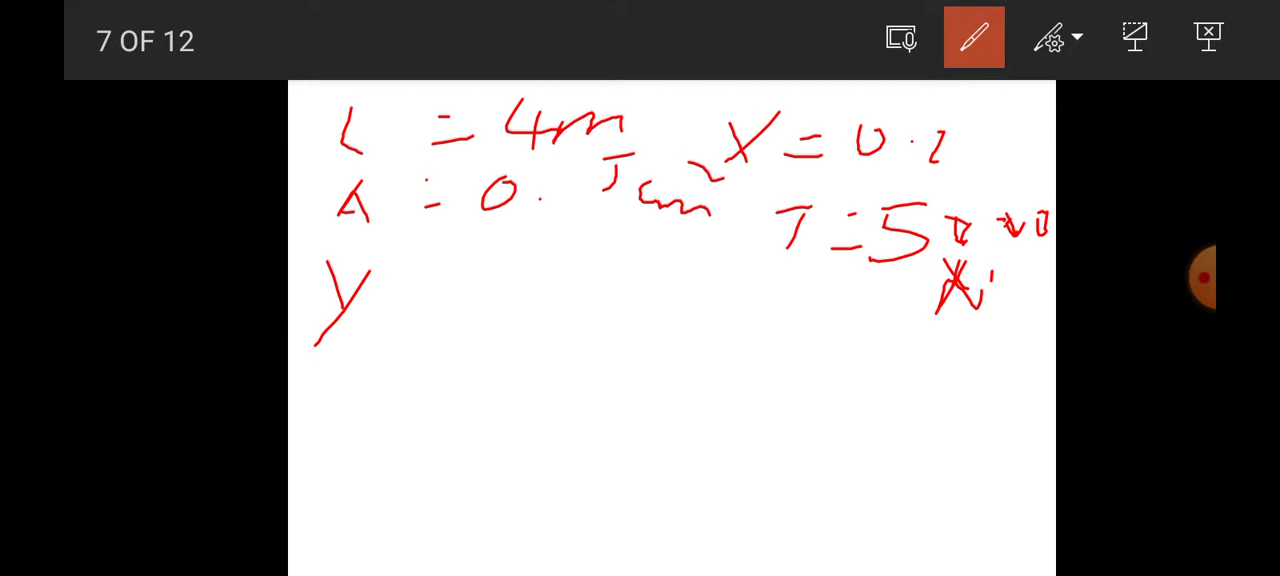 7 OF 12
L = 4m
X = 0.2
A = 0. cm²
T = 5
Y